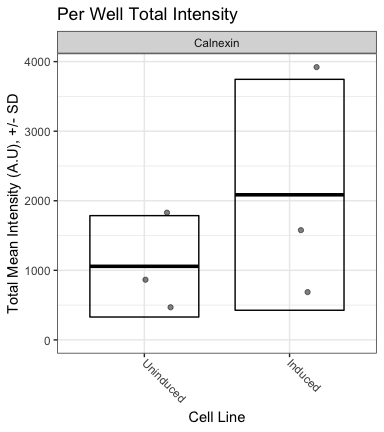 Per Well Total Intensity
Calnexin
Total Mean Intensity (A.U), +/- SD
4000
3000
2000
1000
0
Uninduced
Induced
Cell Line